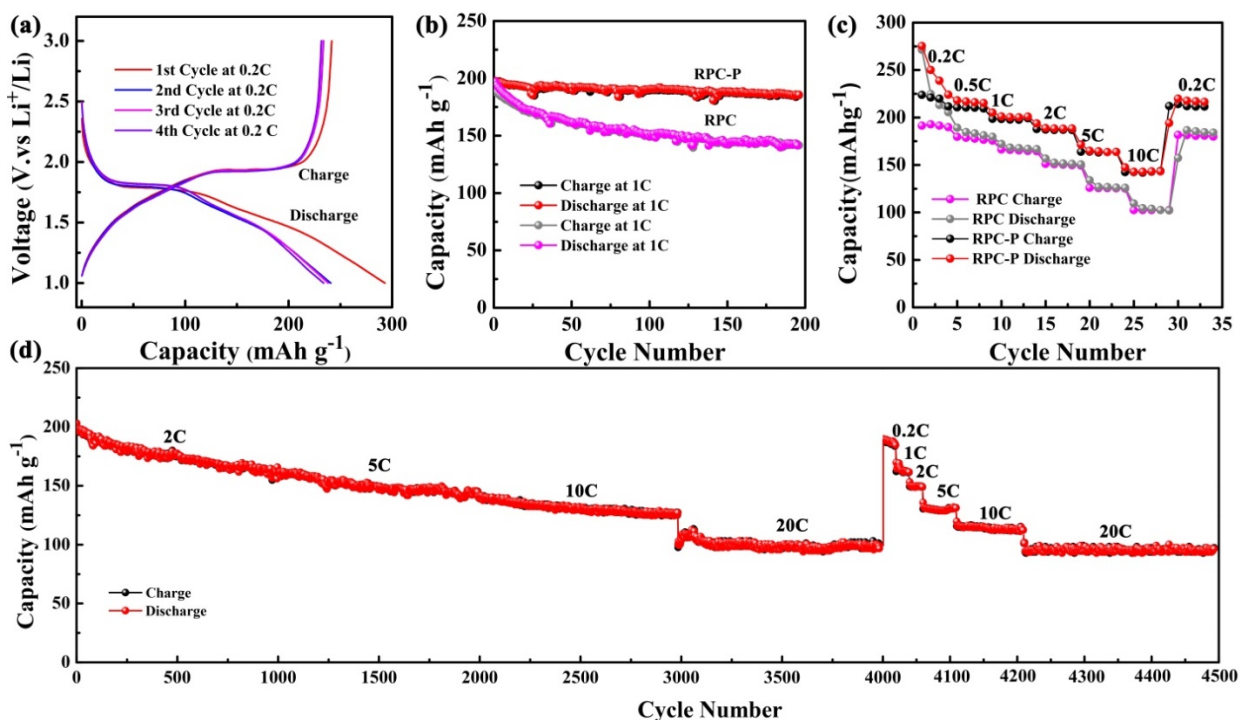 (a)
3.0
2.5
2.0
1.5
1.0
Voltage (V.vs Li+/Li)
1st Cycle at 0.2C
2nd Cycle at 0.2C
3rd Cycle at 0.2C
4th Cycle at 0.2 C
Charge
Discharge
0 100 200 300
Capacity (mAh g-1)
(b)
250
200
150
100
50
0
Capacity (mAh g-1)
RPC-P
RPC
Charge at 1C
Discharge at 1C
Charge at 1C
Discharge at 1C
0 50 100 150 200
Cycle Number
(c)
300
250
200
150
100
50
0
Capacity (mAhg-1)
0.2C
0.5C
1C
2C
5C
10C
0.2C
RPC Charge
RPC Discharge
RPC-P Charge
RPC-P Discharge
0 5 10 15 20 25 30 35
Cycle Number
(d)
250
200
150
100
50
0
Capacity (mAh g-1)
2C
5C
10C
20C
0.2C
1C
2C
5C
10C
20C
Charge
Discharge
0 500 1000 1500 2000 2500 3000 3500 4000 4100 4200 4300 4400 4500
Cycle Number